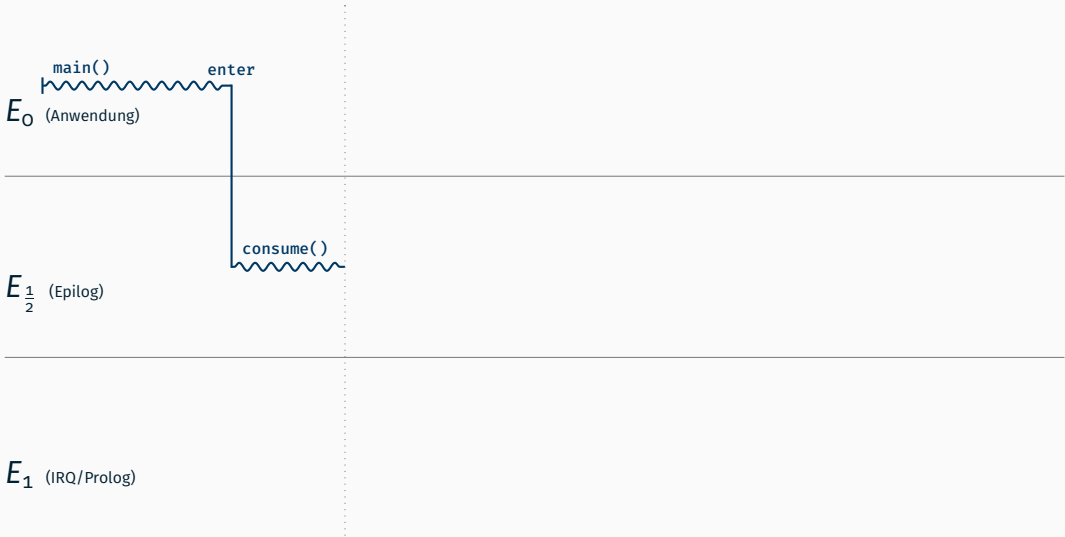 main()
enter
E₀ (Anwendung)
consume()
E½ (Epilog)
E₁ (IRQ/Prolog)